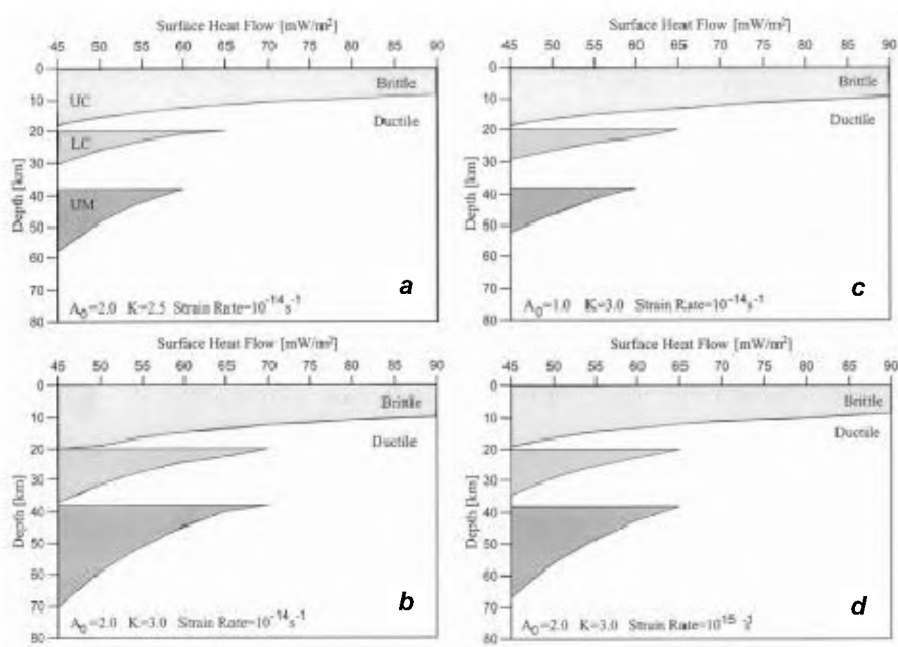 Surface Heat Flow [mW/m²]
45 50 55 60 65 70 75 80 85 90
0
10
20
30
40
50
60
70
80
Depth [km]
UC
Brittle
Ductile
LC
UM
a
A₀=2.0 K=2.5 Strain Rate=10⁻¹⁴s⁻¹
Surface Heat Flow [mW/m²]
45 50 55 60 65 70 75 80 85 90
0
10
20
30
40
50
60
70
80
Depth [km]
Brittle
Ductile
c
A₀=1.0 K=3.0 Strain Rate=10⁻¹⁴s⁻¹
Surface Heat Flow [mW/m²]
45 50 55 60 65 70 75 80 85 90
0
10
20
30
40
50
60
70
80
Depth [km]
Brittle
Ductile
b
A₀=2.0 K=3.0 Strain Rate=10⁻¹⁴s⁻¹
Surface Heat Flow [mW/m²]
45 50 55 60 65 70 75 80 85 90
0
10
20
30
40
50
60
70
80
Depth [km]
Brittle
Ductile
d
A₀=2.0 K=3.0 Strain Rate=10¹⁵